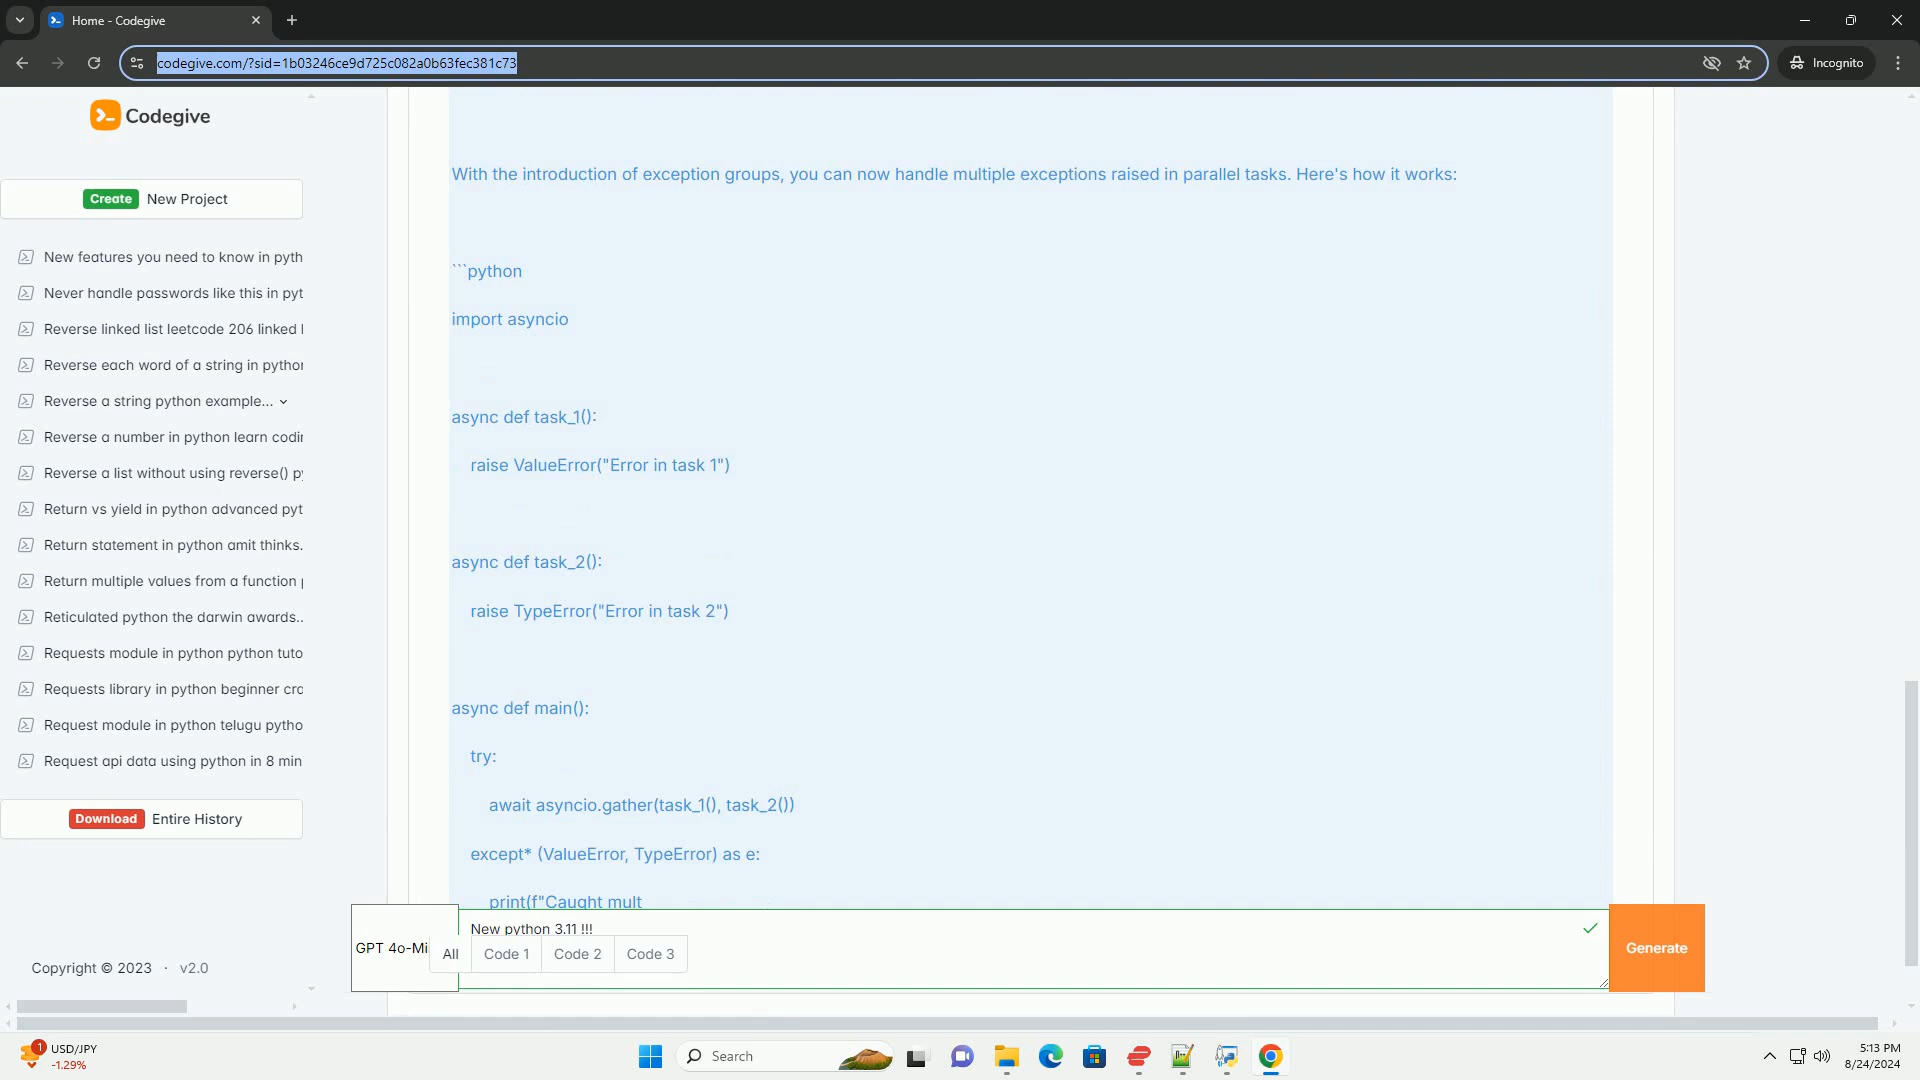 Home - Codegive
codegive.com/?sid=1b03246ce9d725c082a0b63fec381c73
Incognito
Codegive
Create New Project
New features you need to know in pyth
Never handle passwords like this in pyt
Reverse linked list leetcode 206 linked l
Reverse each word of a string in python
Reverse a string python example...
Reverse a number in python learn codin
Reverse a list without using reverse() py
Return vs yield in python advanced pyt
Return statement in python amit thinks.
Return multiple values from a function p
Reticulated python the darwin awards..
Requests module in python python tuto
Requests library in python beginner cra
Request module in python telugu pytho
Request api data using python in 8 min
Download Entire History
Copyright © 2023 · v2.0
With the introduction of exception groups, you can now handle multiple exceptions raised in parallel tasks. Here's how it works:
```python
import asyncio
async def task_1():
raise ValueError("Error in task 1")
async def task_2():
raise TypeError("Error in task 2")
async def main():
try:
await asyncio.gather(task_1(), task_2())
except* (ValueError, TypeError) as e:
print(f"Caught mult
GPT 4o-Mi
New python 3.11 !!!
All Code 1 Code 2 Code 3
Generate
1
USD/JPY
-1.29%
Search
5:13 PM
8/24/2024